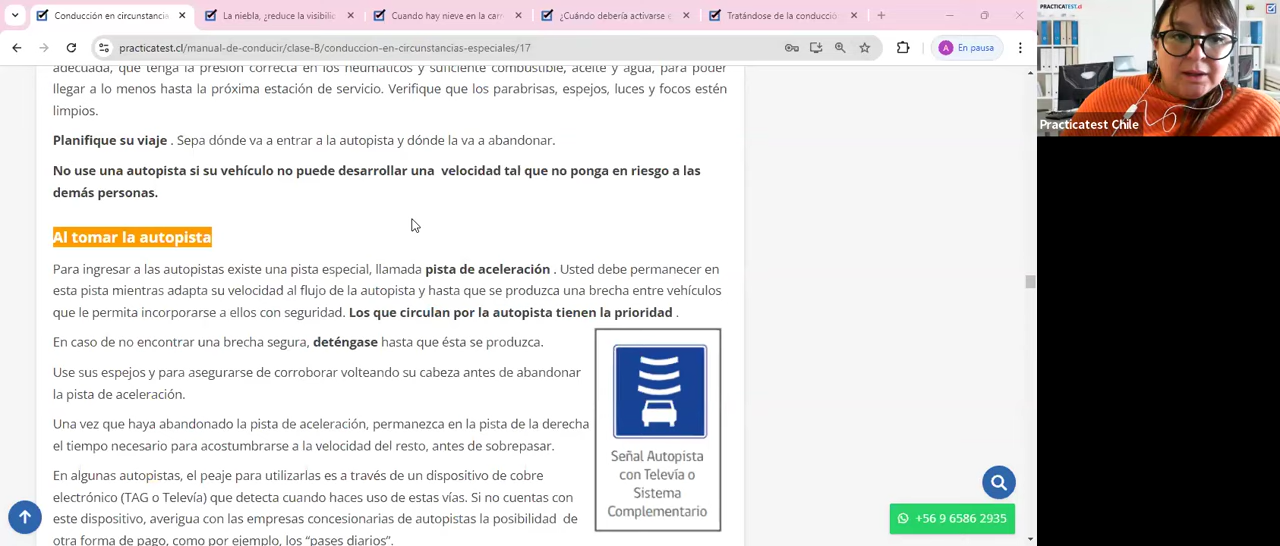 Conducción en circunstancia
La niebla, ¿reduce la visibilid
Cuando hay nieve en la carr
¿Cuándo debería activarse e
Tratándose de la conducció
practicatest.cl/manual-de-conducir/clase-B/conduccion-en-circunstancias-especiales/17
A
En pausa
PRACTICATEST.cl
Practicatest Chile
adecuada, que tenga la presión correcta en los neumáticos y suficiente combustible, aceite y agua, para poder
llegar a lo menos hasta la próxima estación de servicio. Verifique que los parabrisas, espejos, luces y focos estén
limpios.
Planifique su viaje . Sepa dónde va a entrar a la autopista y dónde la va a abandonar.
No use una autopista si su vehículo no puede desarrollar una velocidad tal que no ponga en riesgo a las
demás personas.
Al tomar la autopista
Para ingresar a las autopistas existe una pista especial, llamada pista de aceleración . Usted debe permanecer en
esta pista mientras adapta su velocidad al flujo de la autopista y hasta que se produzca una brecha entre vehículos
que le permita incorporarse a ellos con seguridad. Los que circulan por la autopista tienen la prioridad .
En caso de no encontrar una brecha segura, deténgase hasta que ésta se produzca.
Use sus espejos y para asegurarse de corroborar volteando su cabeza antes de abandonar
la pista de aceleración.
Una vez que haya abandonado la pista de aceleración, permanezca en la pista de la derecha
el tiempo necesario para acostumbrarse a la velocidad del resto, antes de sobrepasar.
En algunas autopistas, el peaje para utilizarlas es a través de un dispositivo de cobre
electrónico (TAG o Televía) que detecta cuando haces uso de estas vías. Si no cuentas con
este dispositivo, averigua con las empresas concesionarias de autopistas la posibilidad de
otra forma de pago, como por ejemplo, los “pases diarios”.
Señal Autopista
con Televía o
Sistema
Complementario
+56 9 6586 2935